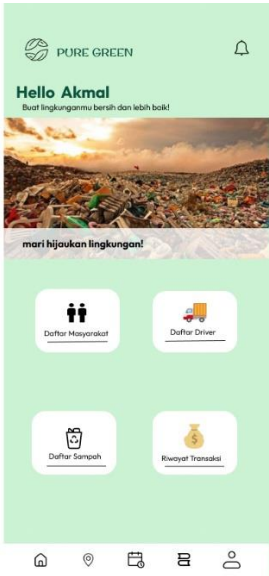 PURE GREEN
Hello Akmal
Buat lingkunganmu bersih dan lebih baik!
mari hijaukan lingkungan!
Daftar Masyarakat
Daftar Driver
Daftar Sampah
Riwayat Transaksi